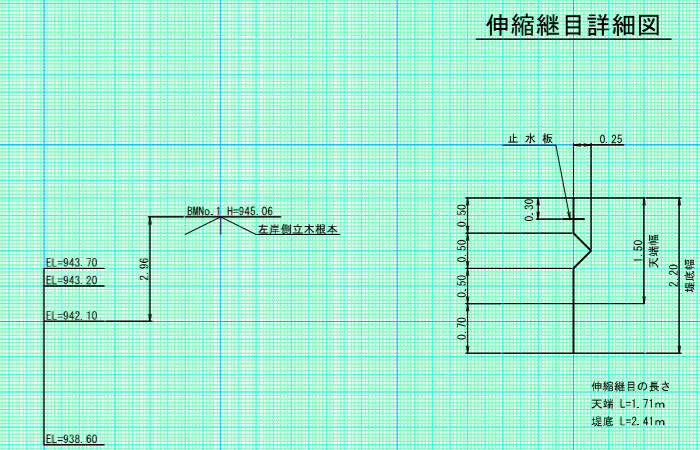 伸縮継目詳細図
止水板
0.25
BMNo.1 H=945.06
左岸側立木根本
EL=943.70
EL=943.20
EL=942.10
EL=938.60
2.96
0.50
0.50
0.50
0.70
0.30
1.50
天端幅
2.20
堤底幅
伸縮継目の長さ
天端 L=1.71m
堤底 L=2.41m